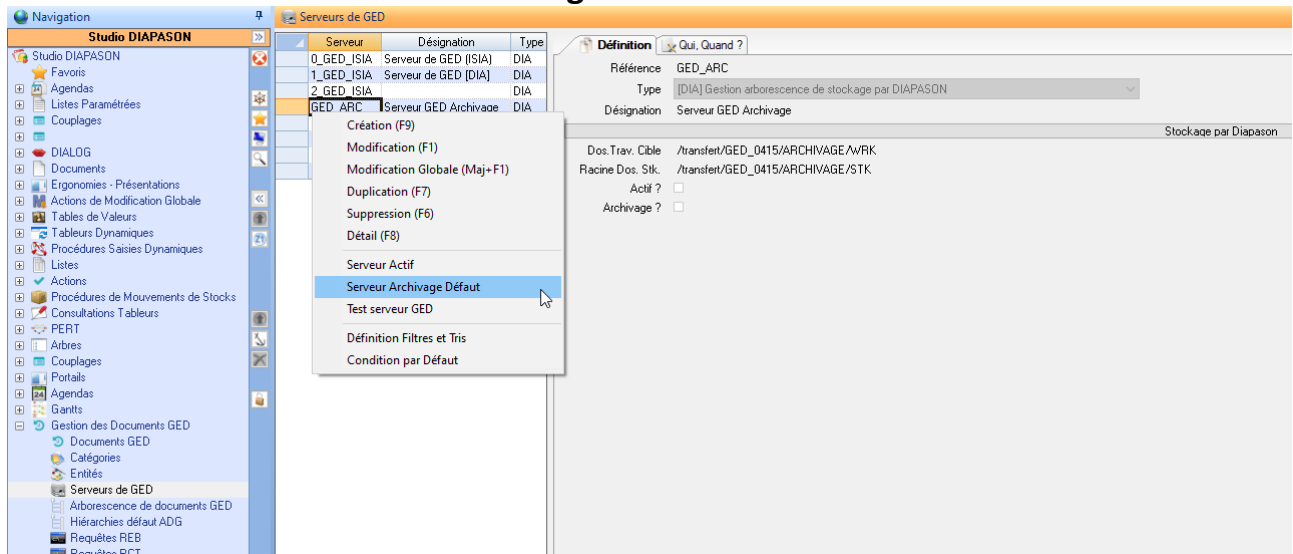 Navigation
Studio DIAPASON
Studio DIAPASON
Favoris
Agendas
Listes Paramétrées
Couplages
DIALOG
Documents
Ergonomies - Présentations
Actions de Modification Globale
Tables de Valeurs
Tableurs Dynamiques
Procédures Saisies Dynamiques
Listes
Actions
Procédures de Mouvements de Stocks
Consultations Tableurs
PERT
Arbres
Couplages
Portails
Agendas
Gantts
Gestion des Documents GED
Documents GED
Catégories
Entités
Serveurs de GED
Arborescence de documents GED
Hiérarchies défaut ADG
Requêtes REB
Requêtes RCT
Serveurs de GED
Serveur Désignation Type
0_GED_ISIA Serveur de GED (ISIA) DIA
1_GED_ISIA Serveur de GED [DIA] DIA
2_GED_ISIA DIA
GED_ARC Serveur GED Archivage DIA
Création (F9)
Modification (F1)
Modification Globale (Maj+F1)
Duplication (F7)
Suppression (F6)
Détail (F8)
Serveur Actif
Serveur Archivage Défaut
Test serveur GED
Définition Filtres et Tris
Condition par Défaut
Définition Qui, Quand ?
Référence GED_ARC
Type [DIA] Gestion arborescence de stockage par DIAPASON
Désignation Serveur GED Archivage
Stockage par Diapason
Dos.Trav. Cible /transfert/GED_0415/ARCHIVAGE/WRK
Racine Dos. Stk. /transfert/GED_0415/ARCHIVAGE/STK
Actif ?
Archivage ?